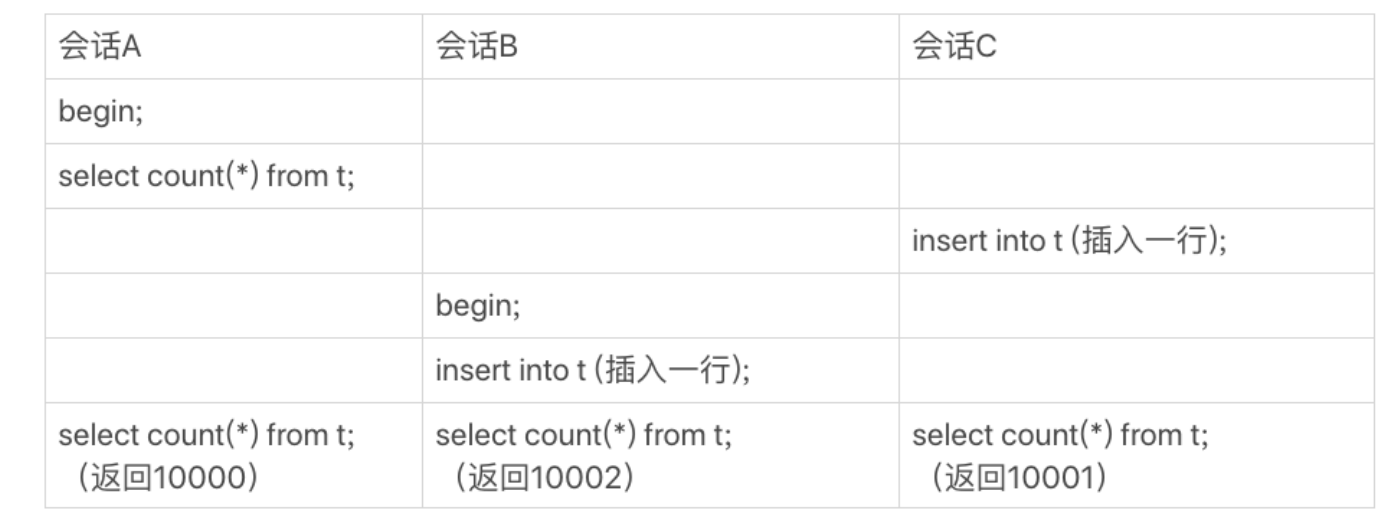 会话A 会话B 会话C
begin;
select count(*) from t;
insert into t (插入一行);
begin;
insert into t (插入一行);
select count(*) from t; select count(*) from t; select count(*) from t;
（返回10000） （返回10002） （返回10001）